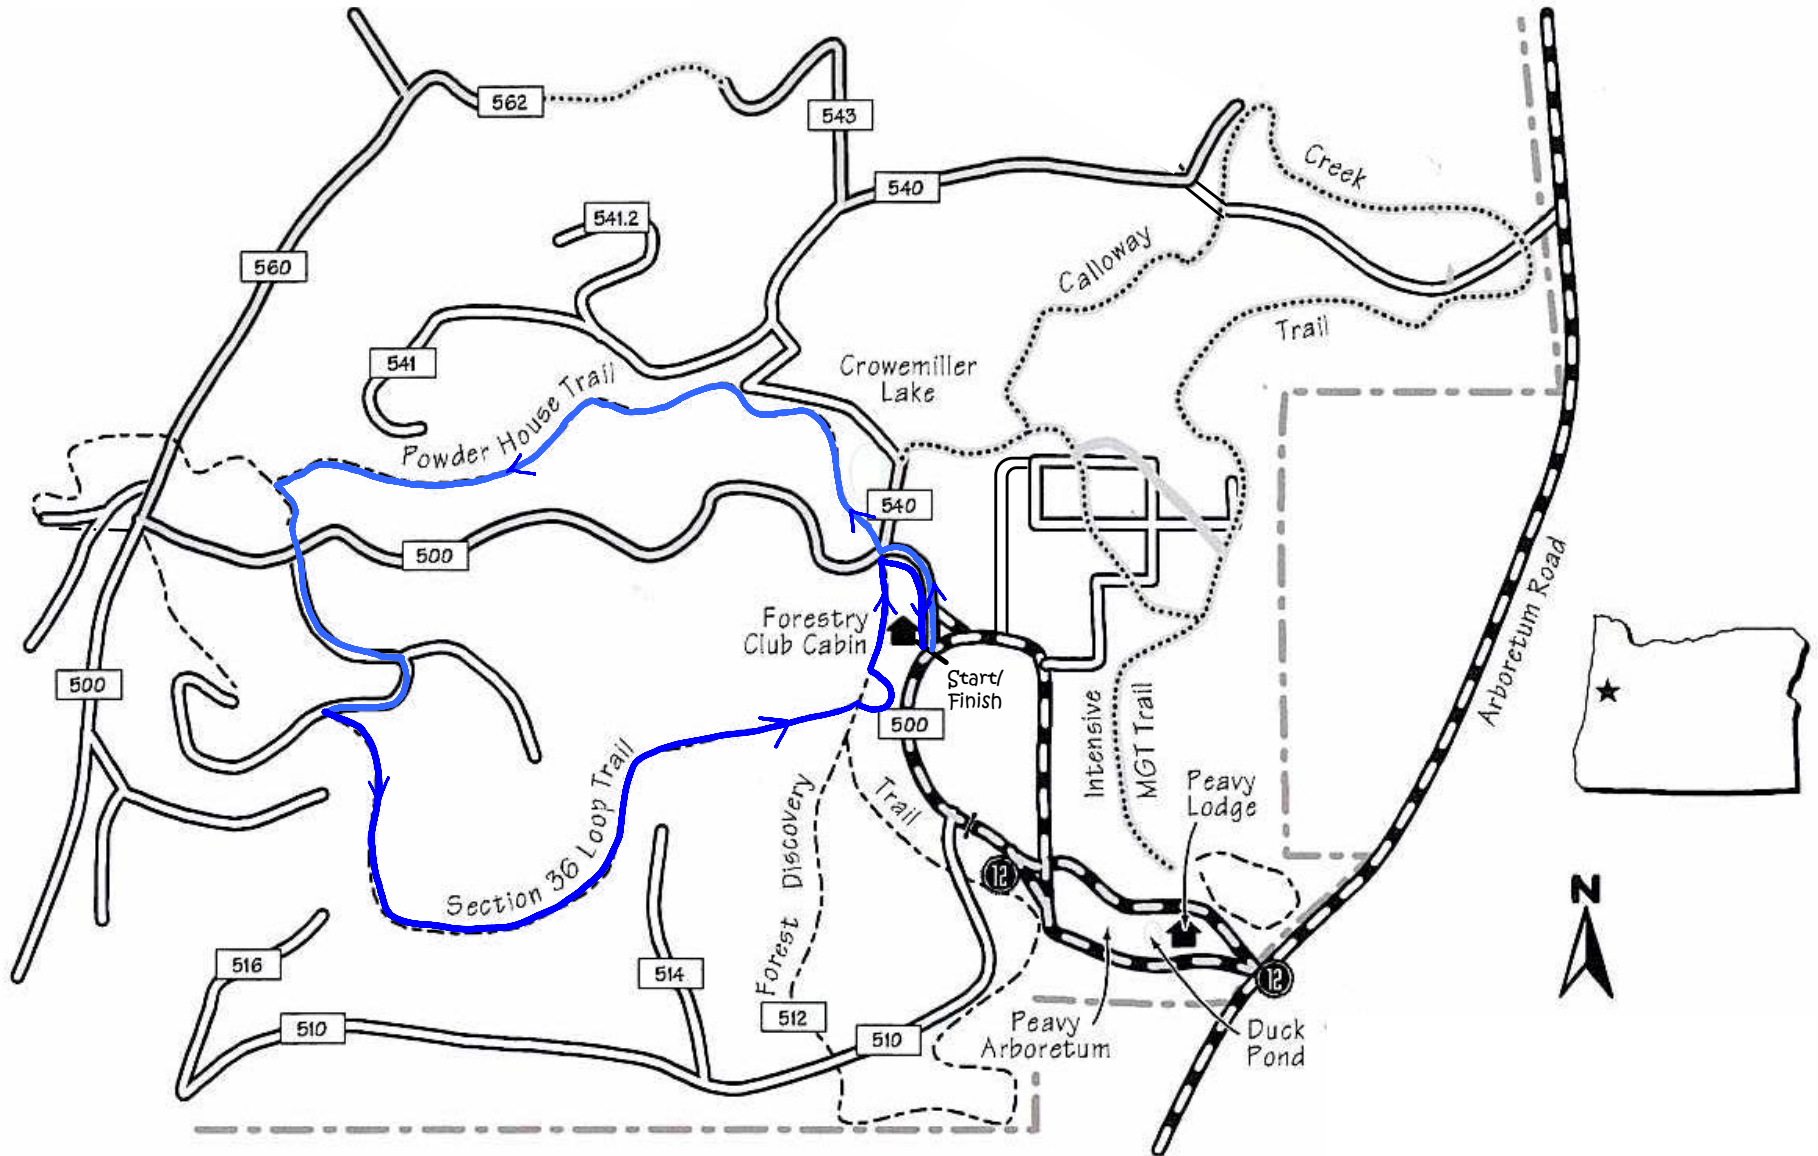 562
543
540
Creek
541.2
560
Calloway
Trail
541
Powder House Trail
Crowemiller
Lake
540
500
Arboretum Road
Forestry
Club Cabin
Start/
Finish
500
500
Intensive
MGT Trail
Section 36 Loop Trail
Forest Discovery
Trail
Peavy
Lodge
12
N
516
514
12
512
510
510
Peavy
Arboretum
Duck
Pond